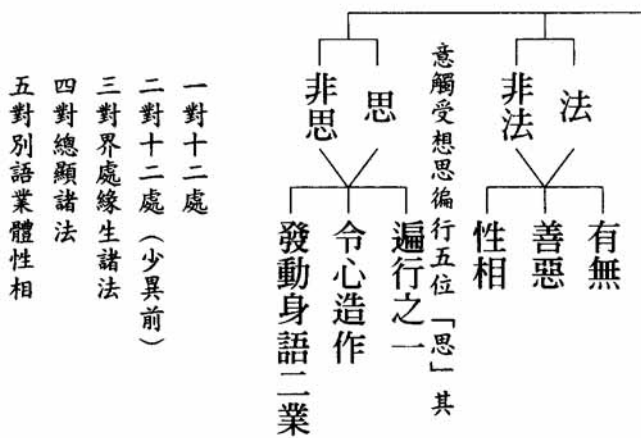 法
非法
有無
善惡
性相
意觸受想思徧行五位「思」其
思
非思
遍行之一
令心造作
發動身語二業
一對十二處
二對十二處（少異前）
三對界處緣生諸法
四對總顯諸法
五對別語業體性相